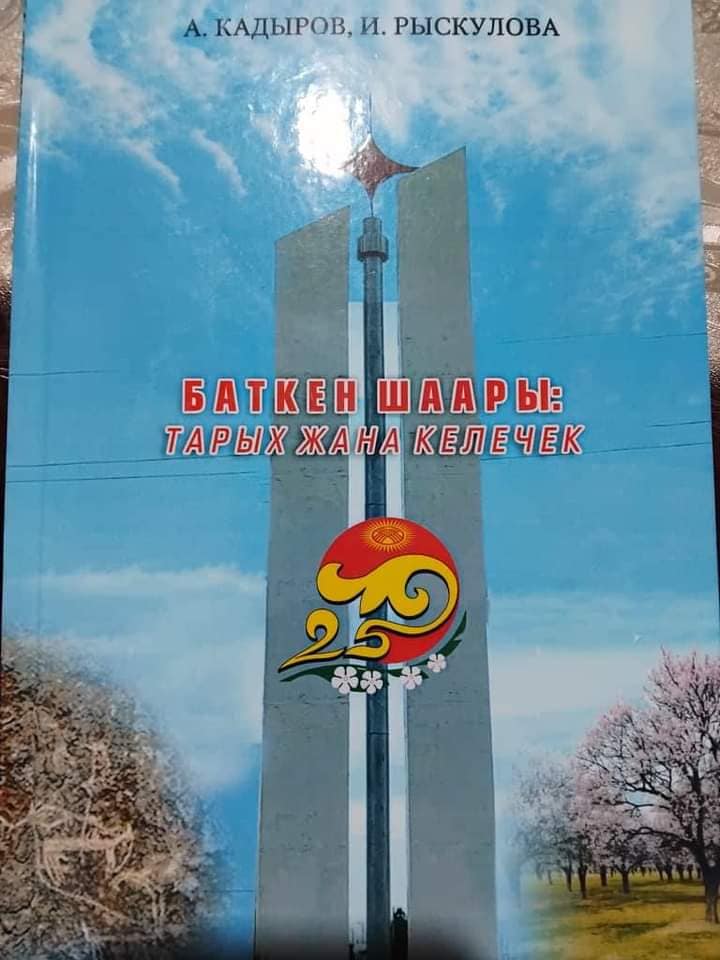 А. КАДЫРОВ, И. РЫСКУЛОВА
БАТКЕН ШААРЫ:
ТАРЫХ ЖАНА КЕЛЕЧЕК
25